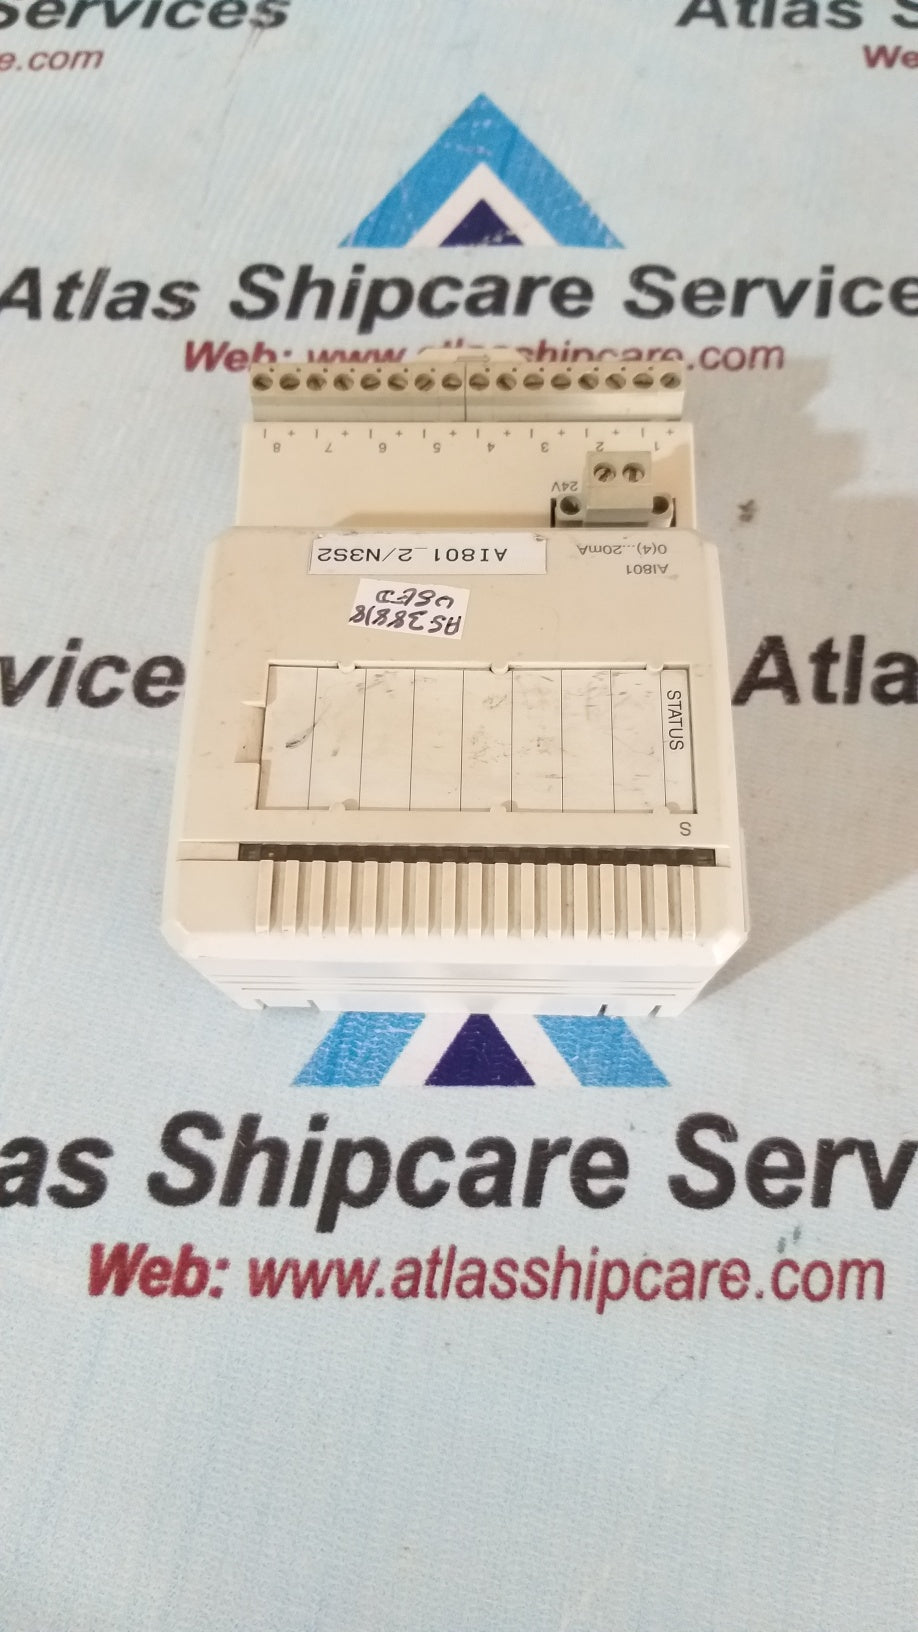 Services
Atlas S
e.com
We
Atlas Shipcare Service
Web: www.atlasshipcare.com
- + - + - + - + - + - + - + - +
8 7 6 5 4 3 2 1
24V
AI801_2/N3S2
0(4)...20mA
AI801
AS38818
USED
vice
Atla
STATUS
S
as Shipcare Serv
Web: www.atlasshipcare.com